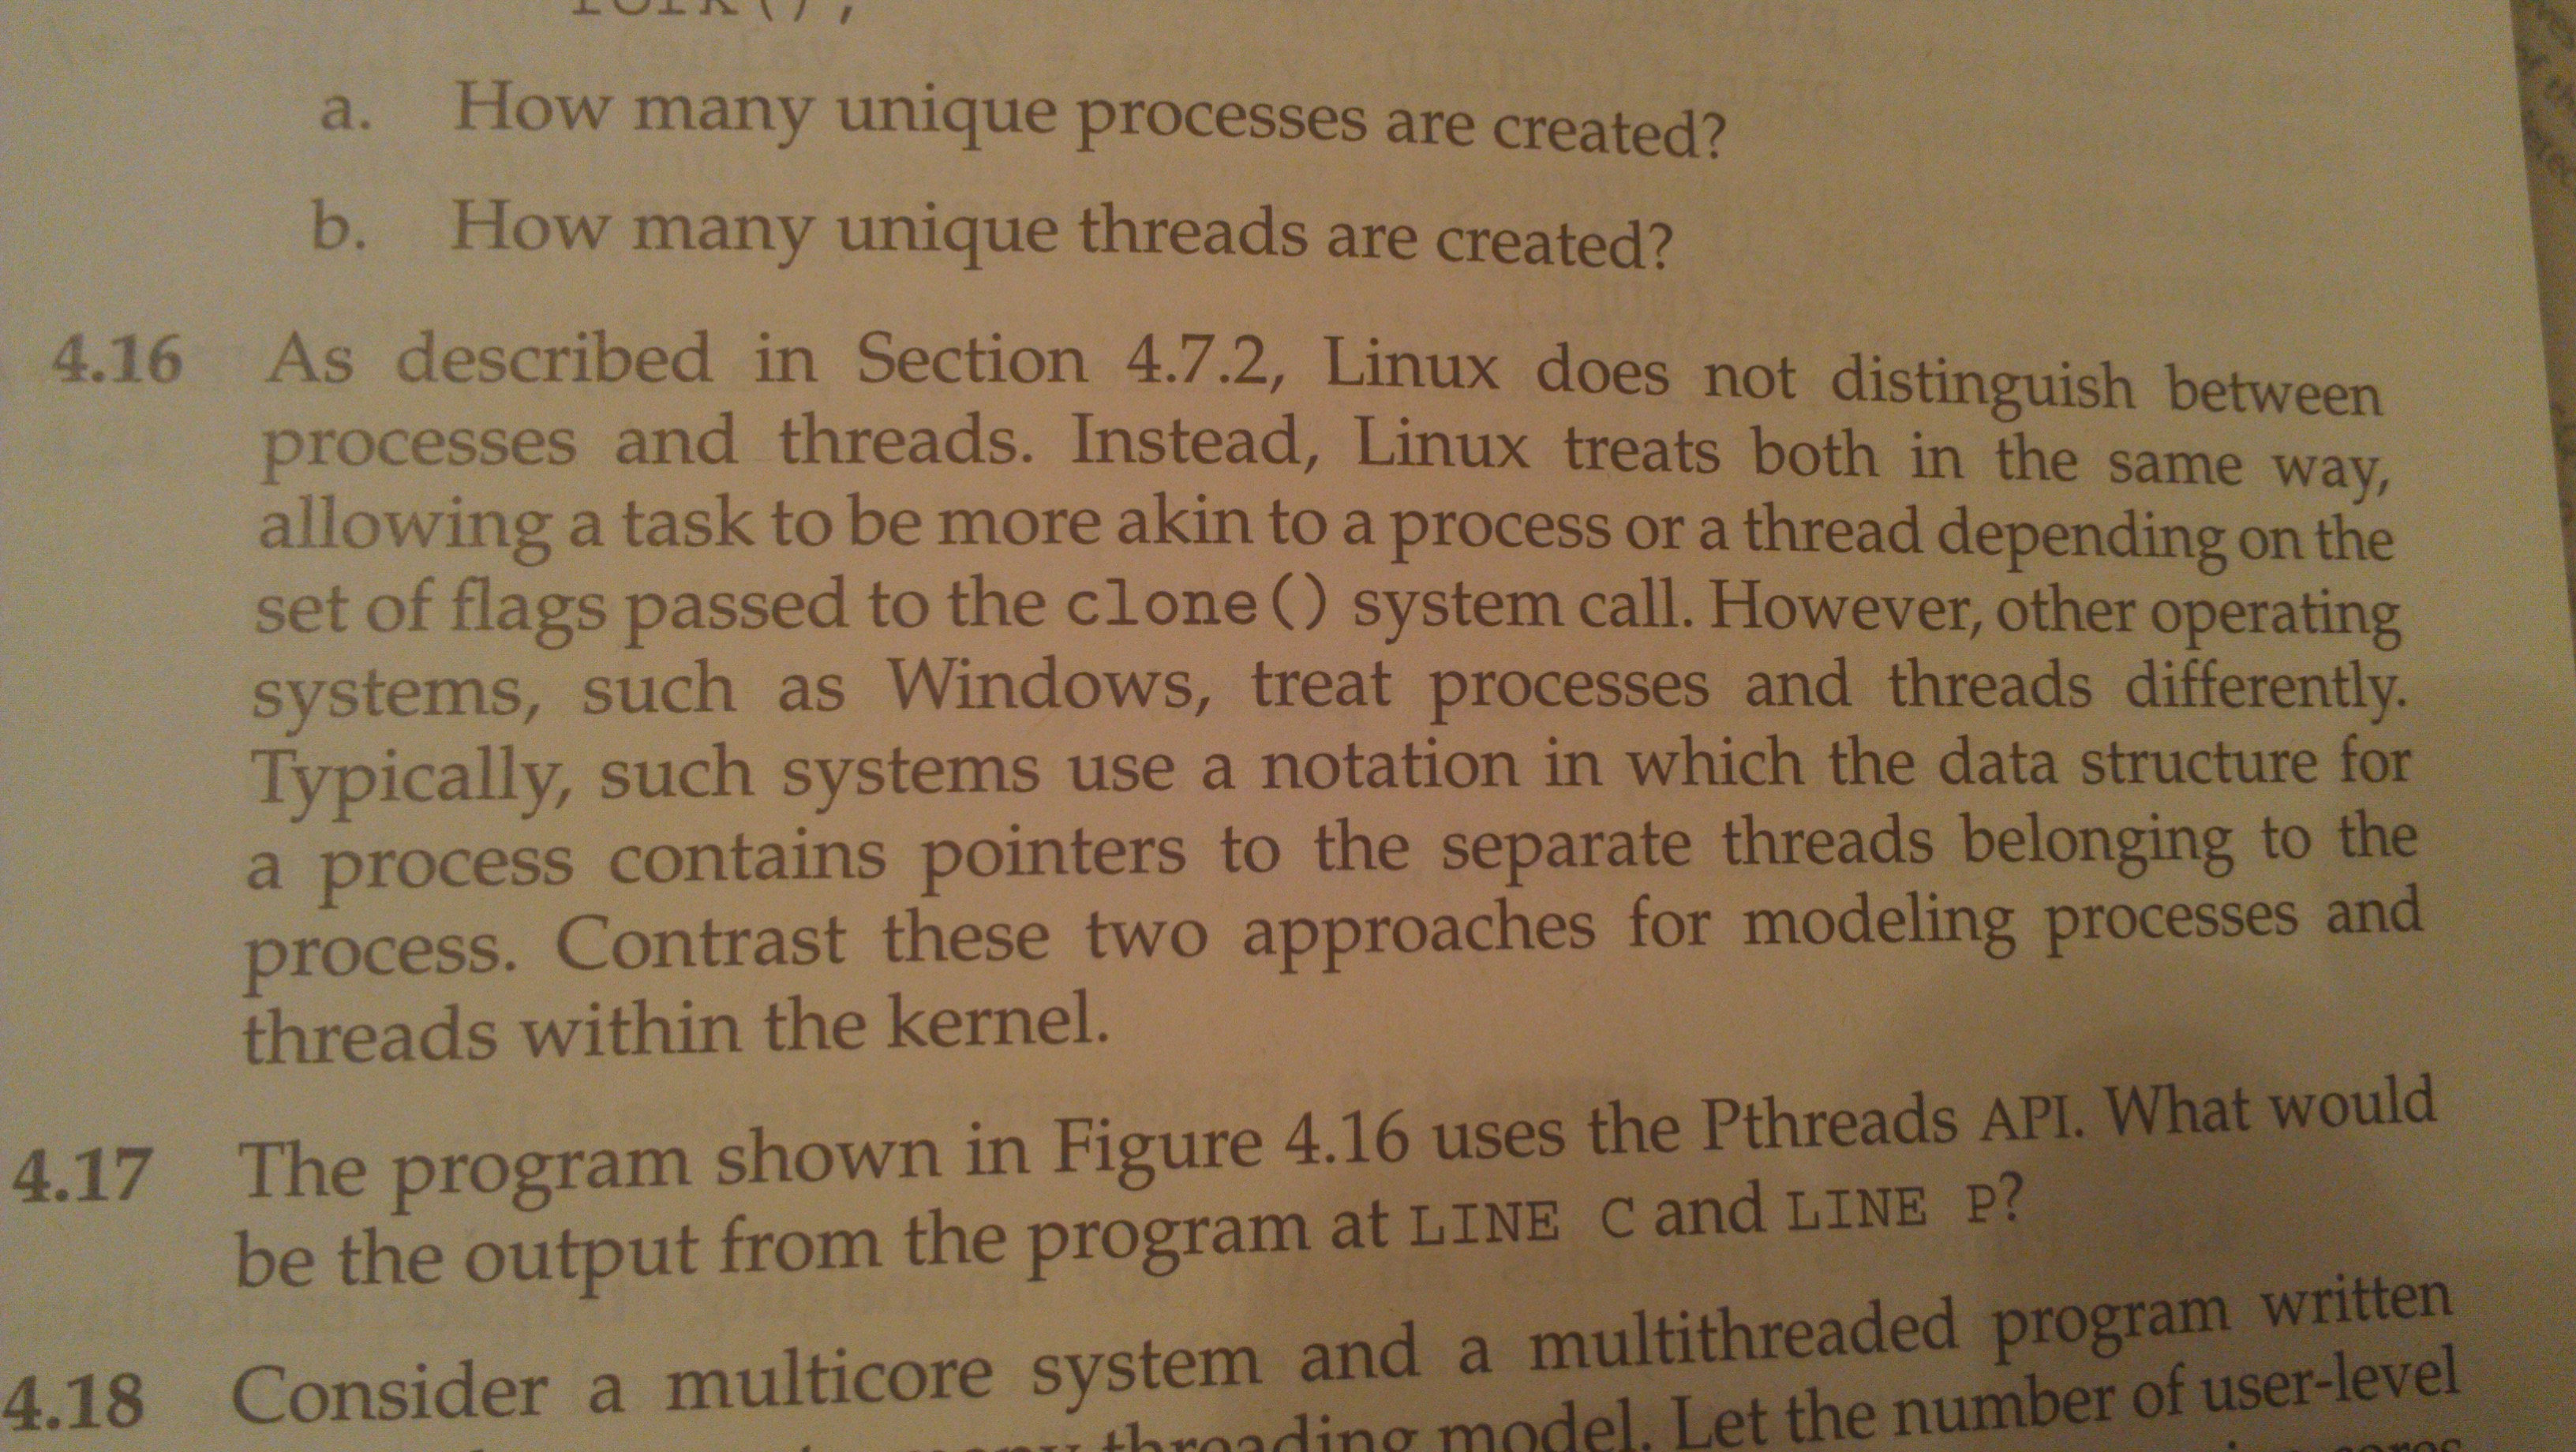 fork();
a. How many unique processes are created?
b. How many unique threads are created?
4.16 As described in Section 4.7.2, Linux does not distinguish between
processes and threads. Instead, Linux treats both in the same way,
allowing a task to be more akin to a process or a thread depending on the
set of flags passed to the clone() system call. However, other operating
systems, such as Windows, treat processes and threads differently.
Typically, such systems use a notation in which the data structure for
a process contains pointers to the separate threads belonging to the
process. Contrast these two approaches for modeling processes and
threads within the kernel.
4.17 The program shown in Figure 4.16 uses the Pthreads API. What would
be the output from the program at LINE C and LINE P?
4.18 Consider a multicore system and a multithreaded program written
threading model. Let the number of user-level